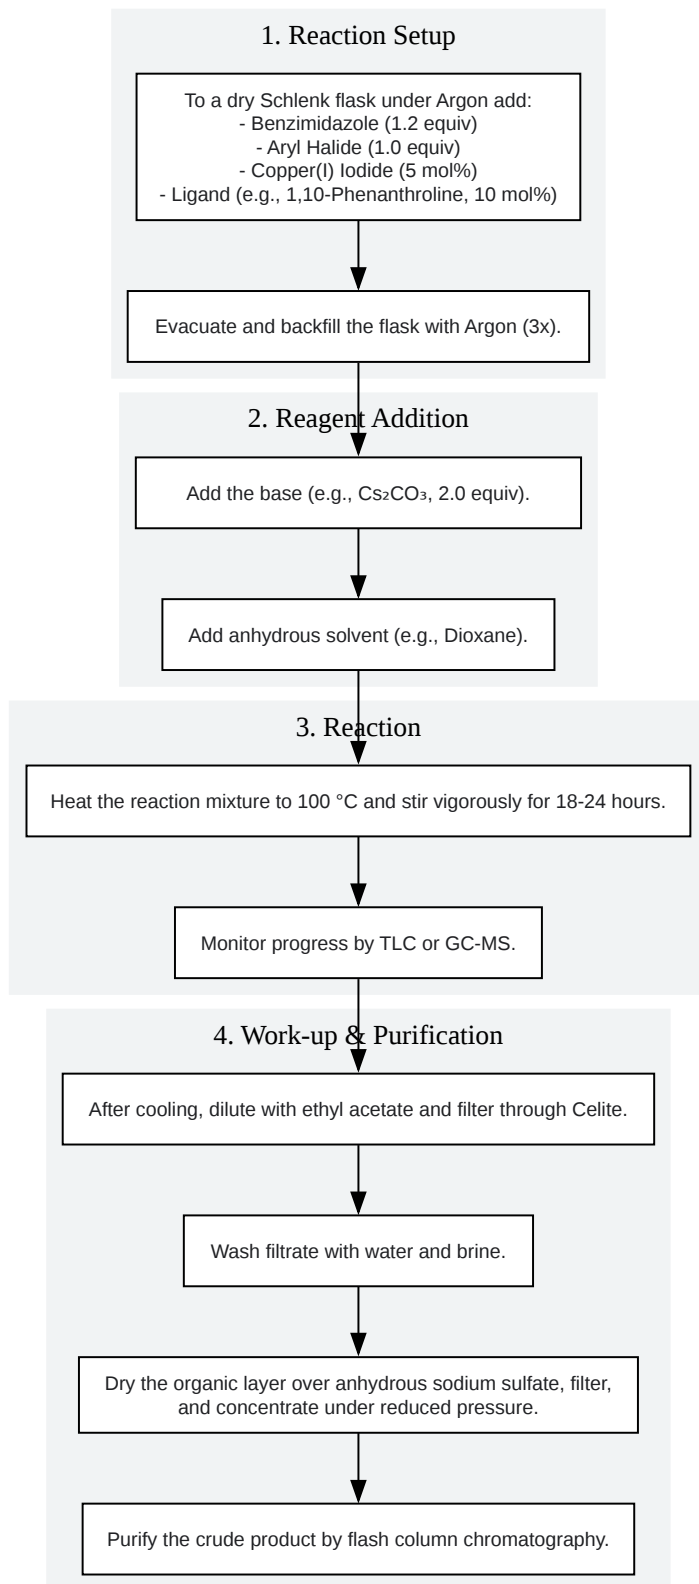 1. Reaction Setup
To a dry Schlenk flask under Argon add:
- Benzimidazole (1.2 equiv)
- Aryl Halide (1.0 equiv)
- Copper(I) Iodide (5 mol%)
- Ligand (e.g., 1,10-Phenanthroline, 10 mol%)
Evacuate and backfill the flask with Argon (3x).
2. Reagent Addition
Add the base (e.g., Cs₂CO₃, 2.0 equiv).
Add anhydrous solvent (e.g., Dioxane).
3. Reaction
Heat the reaction mixture to 100 °C and stir vigorously for 18-24 hours.
Monitor progress by TLC or GC-MS.
4. Work-up & Purification
After cooling, dilute with ethyl acetate and filter through Celite.
Wash filtrate with water and brine.
Dry the organic layer over anhydrous sodium sulfate, filter,
and concentrate under reduced pressure.
Purify the crude product by flash column chromatography.